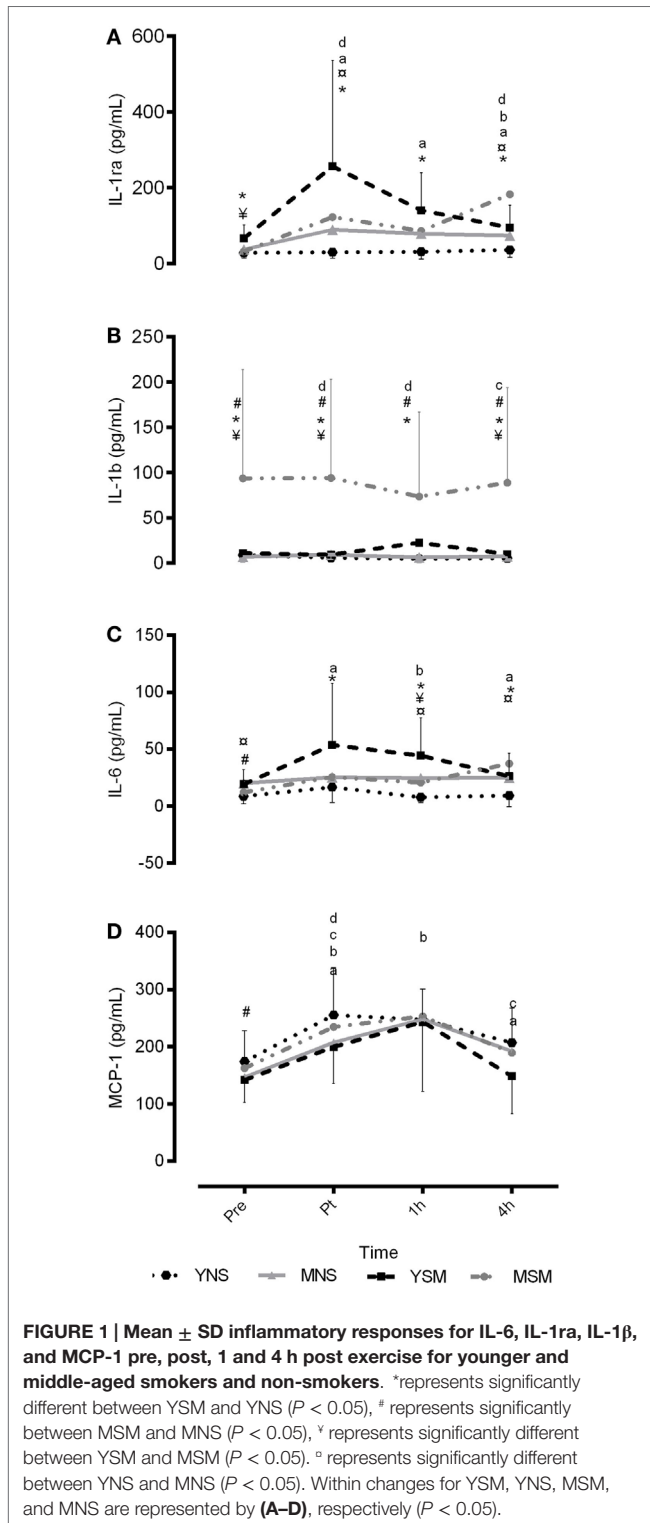 A
600
400
200
0
IL-1ra (pg/mL)
*
¥
d
a
¤
*
a
*
d
b
a
¤
*
B
250
200
150
100
50
0
IL-1b (pg/mL)
#
*
¥
d
#
*
¥
d
#
*
c
#
*
¥
C
150
100
50
0
-50
IL-6 (pg/mL)
¤
#
a
*
b
*
¥
¤
a
*
¤
D
400
300
200
100
0
MCP-1 (pg/mL)
#
d
c
b
a
b
c
a
Pre
Pt
1h
4h
Time
YNS
MNS
YSM
MSM
FIGURE 1 | Mean ± SD inflammatory responses for IL-6, IL-1ra, IL-1β,
and MCP-1 pre, post, 1 and 4 h post exercise for younger and
middle-aged smokers and non-smokers. *represents significantly
different between YSM and YNS (P < 0.05), # represents significantly
between MSM and MNS (P < 0.05), ¥ represents significantly different
between YSM and MSM (P < 0.05). ¤ represents significantly different
between YNS and MNS (P < 0.05). Within changes for YSM, YNS, MSM,
and MNS are represented by (A–D), respectively (P < 0.05).